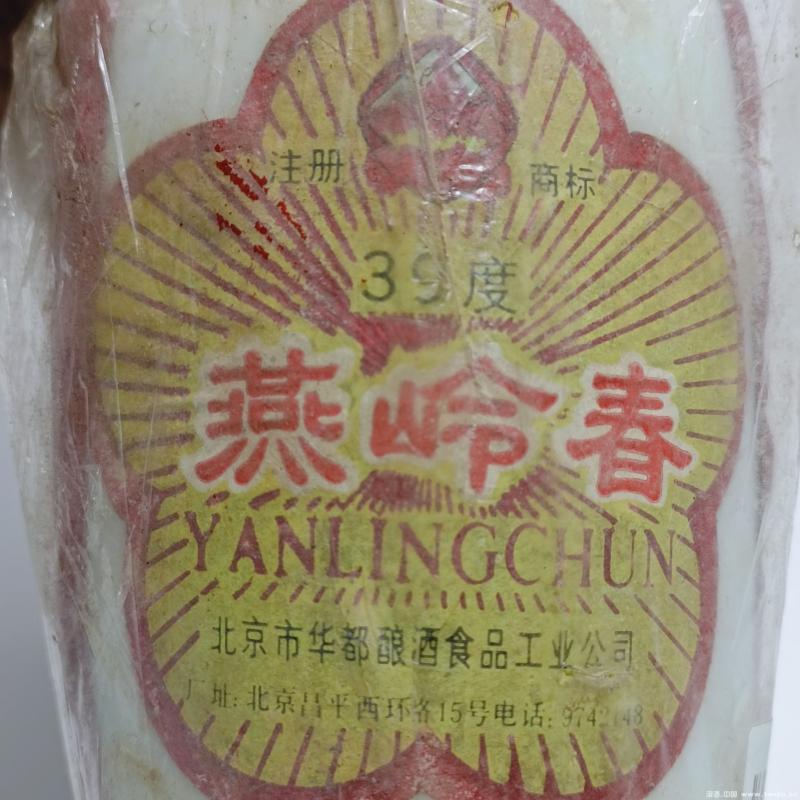 注册 商标
39度
燕岭春
YANLINGCHUN
北京市华都酿酒食品工业公司
厂址:北京昌平西环路15号电话:9742148